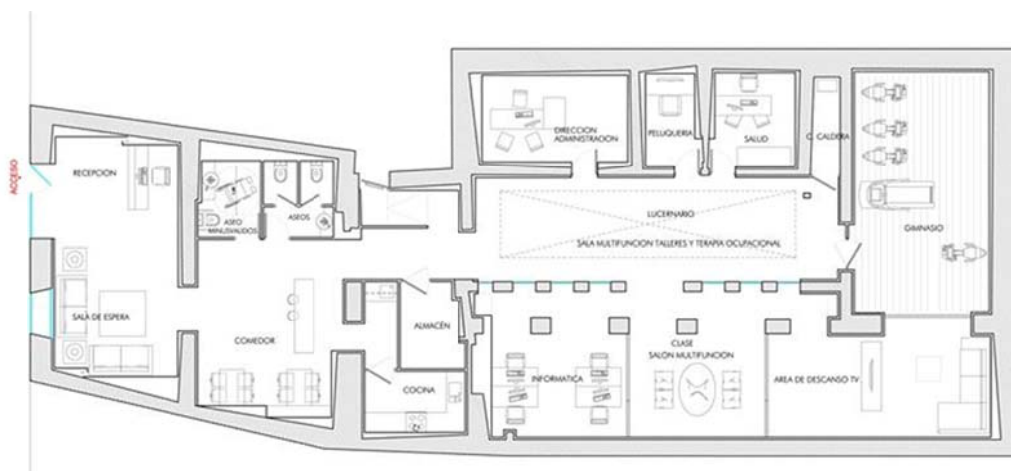 ACCESO
RECEPCION
SALA DE ESPERA
ASEO
MINUSVALIDOS
ASEOS
COMEDOR
ALMACÉN
COCINA
DIRECCION
ADMINISTRACION
PELUQUERIA
SALUD
C. CALDERA
GIMNASIO
LUCERNARIO
SALA MULTIFUNCION TALLERES Y TERAPIA OCUPACIONAL
INFORMATICA
CLASE
SALON MULTIFUNCION
AREA DE DESCANSO TV